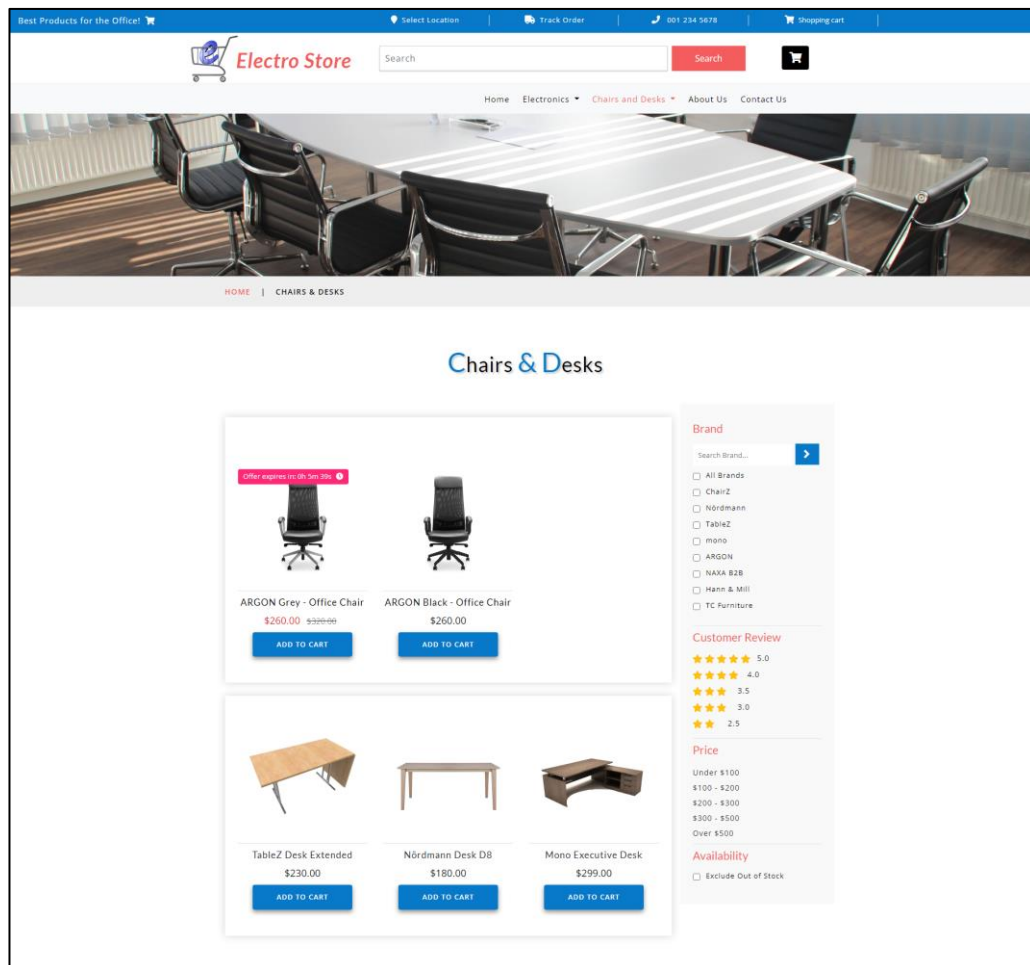 Best Products for the Office!
Select Location
Track Order
001 234 5678
Shopping cart
Electro Store
Search
Search
Home
Electronics
Chairs and Desks
About Us
Contact Us
HOME | CHAIRS & DESKS
Chairs & Desks
Offer expires in: 0h 5m 39s
ARGON Grey - Office Chair
$260.00 $320.00
ADD TO CART
ARGON Black - Office Chair
$260.00
ADD TO CART
TableZ Desk Extended
$230.00
ADD TO CART
Nördmann Desk D8
$180.00
ADD TO CART
Mono Executive Desk
$299.00
ADD TO CART
Brand
Search Brand...
All Brands
ChairZ
Nördmann
TableZ
mono
ARGON
NAXA B2B
Hann & Mill
TC Furniture
Customer Review
5.0
4.0
3.5
3.0
2.5
Price
Under $100
$100 - $200
$200 - $300
$300 - $500
Over $500
Availability
Exclude Out of Stock